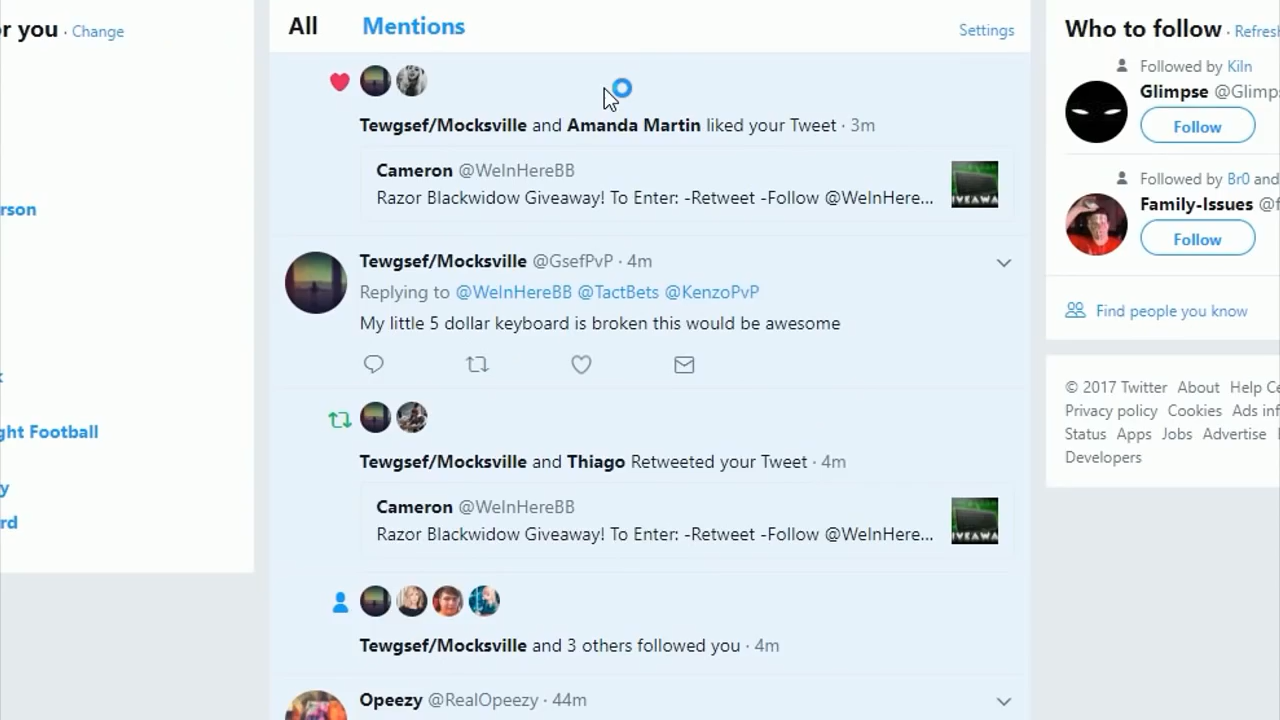 or you · Change
rson
ght Football
y
rd
All Mentions Settings
Tewgsef/Mocksville and Amanda Martin liked your Tweet · 3m
Cameron @WeInHereBB
Razor Blackwidow Giveaway! To Enter: -Retweet -Follow @WeInHere...
IVEAWA
Tewgsef/Mocksville @GsefPvP · 4m
Replying to @WeInHereBB @TactBets @KenzoPvP
My little 5 dollar keyboard is broken this would be awesome
Tewgsef/Mocksville and Thiago Retweeted your Tweet · 4m
Cameron @WeInHereBB
Razor Blackwidow Giveaway! To Enter: -Retweet -Follow @WeInHere...
IVEAWA
Tewgsef/Mocksville and 3 others followed you · 4m
Opeezy @RealOpeezy · 44m
Who to follow · Refres
Followed by Kiln
Glimpse @Glimp
Follow
Followed by Br0 and
Family-Issues @f
Follow
Find people you know
© 2017 Twitter About Help Ce
Privacy policy Cookies Ads inf
Status Apps Jobs Advertise
Developers